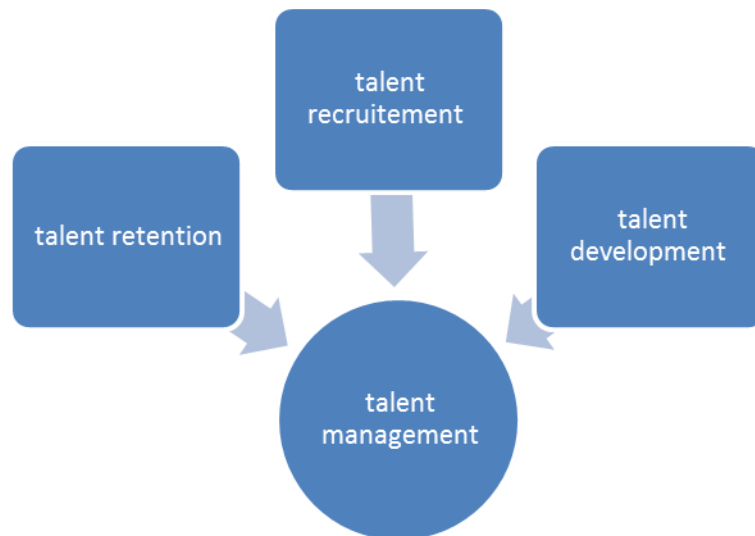 talent
recruitement
talent retention
talent
development
talent
management